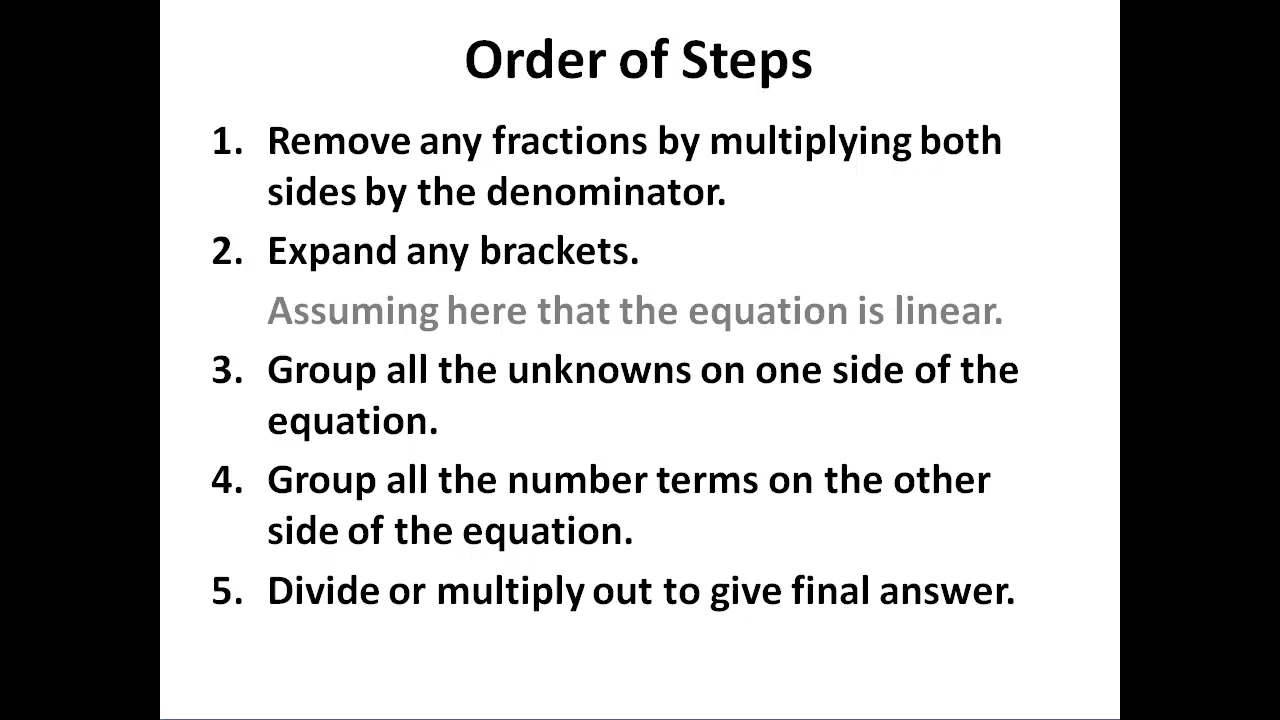 Order of Steps
1. Remove any fractions by multiplying both
sides by the denominator.
2. Expand any brackets.
Assuming here that the equation is linear.
3. Group all the unknowns on one side of the
equation.
4. Group all the number terms on the other
side of the equation.
5. Divide or multiply out to give final answer.